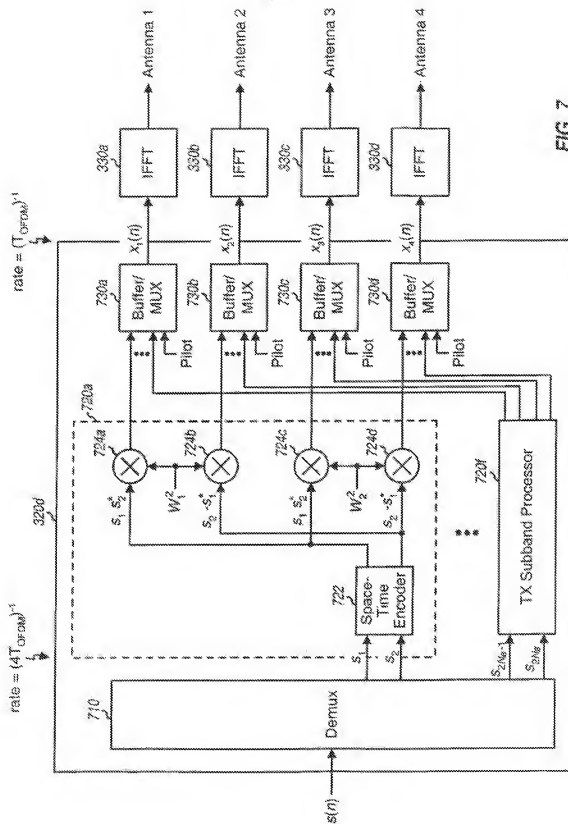 320d
rate = (4T_OFDM)⁻¹
rate = (T_OFDM)⁻¹
710
Demux
s(n)
s₁
s₂
s_2N_B-1
s_2N_B
720a
722
Space-
Time
Encoder
s₁ s₂*
s₂ -s₁*
s₁ s₂*
s₂ -s₁*
724a
724b
724c
724d
W₁²
W₂²
720f
TX Subband Processor
730a
Buffer/
MUX
Pilot
730b
Buffer/
MUX
Pilot
730c
Buffer/
MUX
Pilot
730d
Buffer/
MUX
Pilot
x₁(n)
x₂(n)
x₃(n)
x₄(n)
330a
IFFT
Antenna 1
330b
IFFT
Antenna 2
330c
IFFT
Antenna 3
330d
IFFT
Antenna 4
FIG. 7